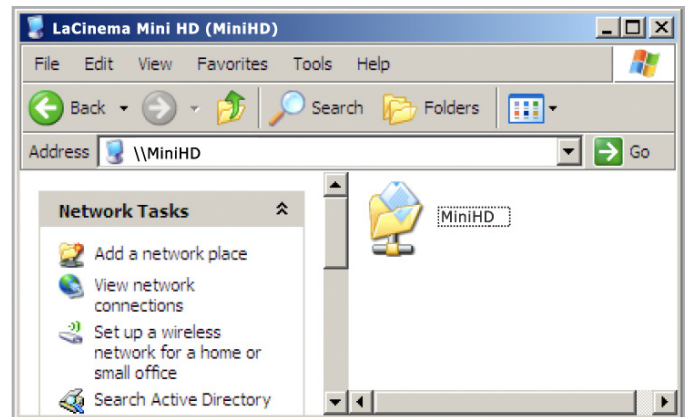 LaCinema Mini HD (MiniHD)
File Edit View Favorites Tools Help
Back Search Folders
Address \\MiniHD Go
Network Tasks
Add a network place
View network
connections
Set up a wireless
network for a home or
small office
Search Active Directory
MiniHD